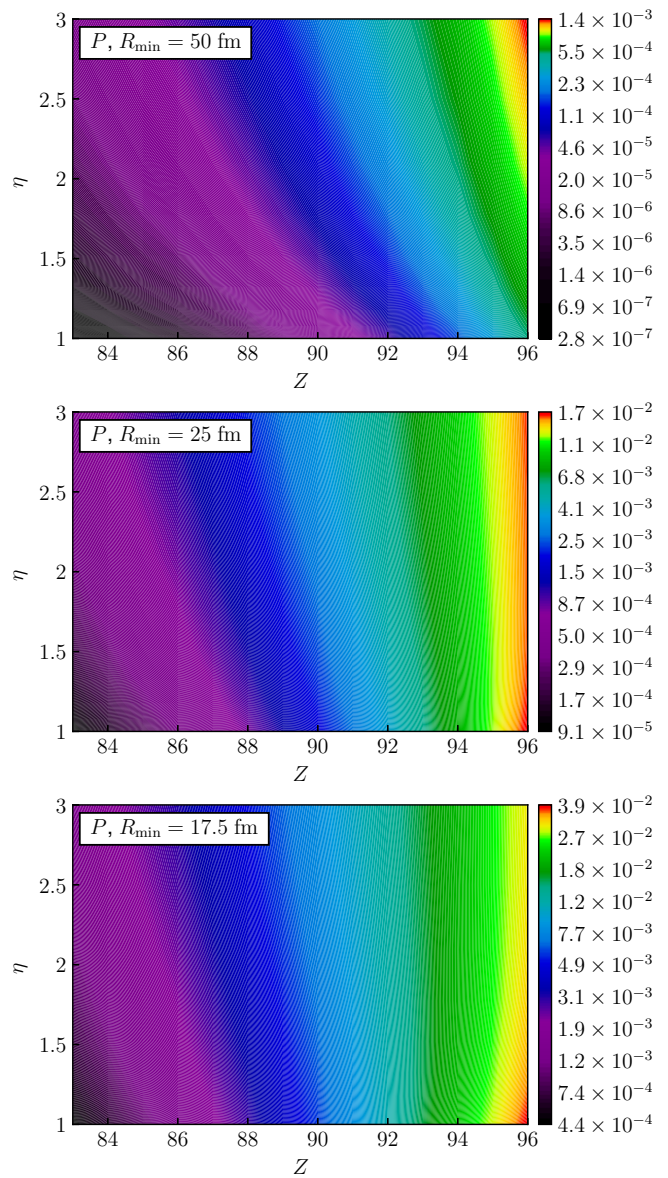 P, R_min = 50 fm
3
2.5
2
1.5
1
η
84 86 88 90 92 94 96
Z
1.4 × 10⁻³
5.5 × 10⁻⁴
2.3 × 10⁻⁴
1.1 × 10⁻⁴
4.6 × 10⁻⁵
2.0 × 10⁻⁵
8.6 × 10⁻⁶
3.5 × 10⁻⁶
1.4 × 10⁻⁶
6.9 × 10⁻⁷
2.8 × 10⁻⁷
P, R_min = 25 fm
3
2.5
2
1.5
1
η
84 86 88 90 92 94 96
Z
1.7 × 10⁻²
1.1 × 10⁻²
6.8 × 10⁻³
4.1 × 10⁻³
2.5 × 10⁻³
1.5 × 10⁻³
8.7 × 10⁻⁴
5.0 × 10⁻⁴
2.9 × 10⁻⁴
1.7 × 10⁻⁴
9.1 × 10⁻⁵
P, R_min = 17.5 fm
3
2.5
2
1.5
1
η
84 86 88 90 92 94 96
Z
3.9 × 10⁻²
2.7 × 10⁻²
1.8 × 10⁻²
1.2 × 10⁻²
7.7 × 10⁻³
4.9 × 10⁻³
3.1 × 10⁻³
1.9 × 10⁻³
1.2 × 10⁻³
7.4 × 10⁻⁴
4.4 × 10⁻⁴